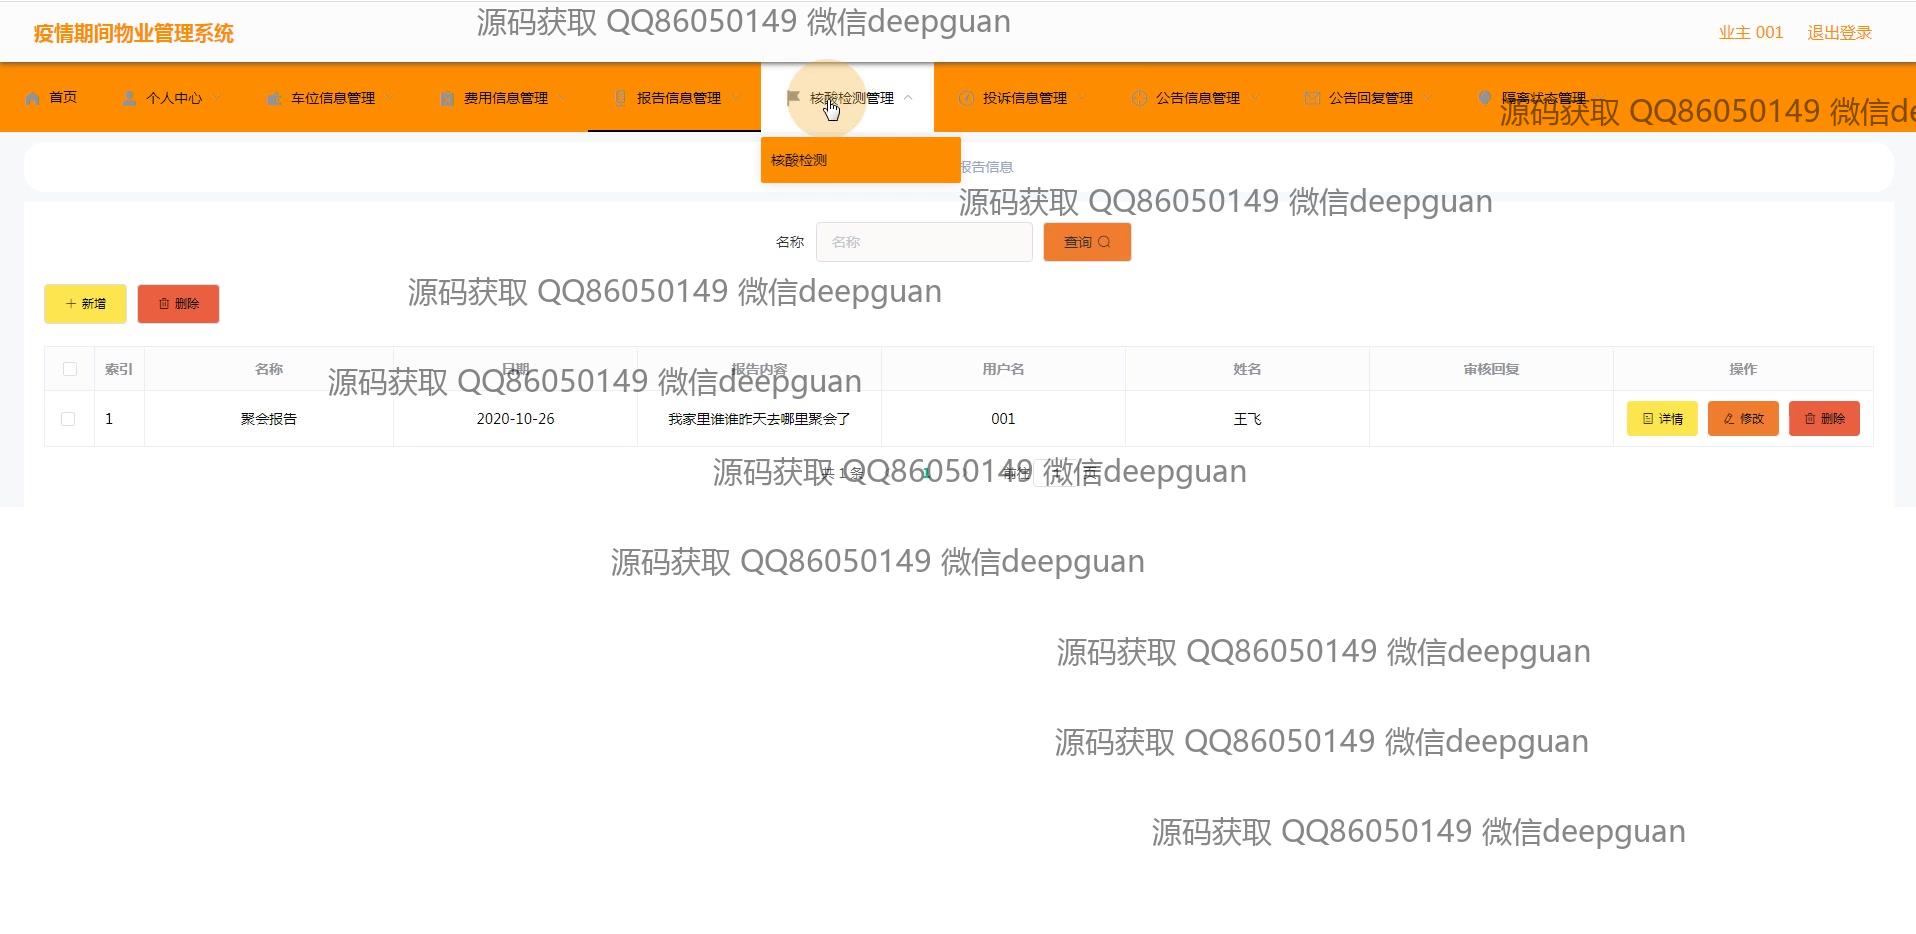 疫情期间物业管理系统
源码获取 QQ86050149 微信deepguan
业主 001 退出登录
首页 个人中心 车位信息管理 费用信息管理 报告信息管理 核酸检测管理 投诉信息管理 公告信息管理 公告回复管理 隔离状态管理
源码获取 QQ86050149 微信de
核酸检测
报告信息
源码获取 QQ86050149 微信deepguan
名称 名称 查询
源码获取 QQ86050149 微信deepguan
新增 删除
索引 名称 日期 报告内容 用户名 姓名 审核回复 操作
源码获取 QQ86050149 微信deepguan
1 聚会报告 2020-10-26 我家里谁谁昨天去哪里聚会了 001 王飞 详情 修改 删除
共 1 条 1 前往 1 页
源码获取 QQ86050149 微信deepguan
源码获取 QQ86050149 微信deepguan
源码获取 QQ86050149 微信deepguan
源码获取 QQ86050149 微信deepguan
源码获取 QQ86050149 微信deepguan